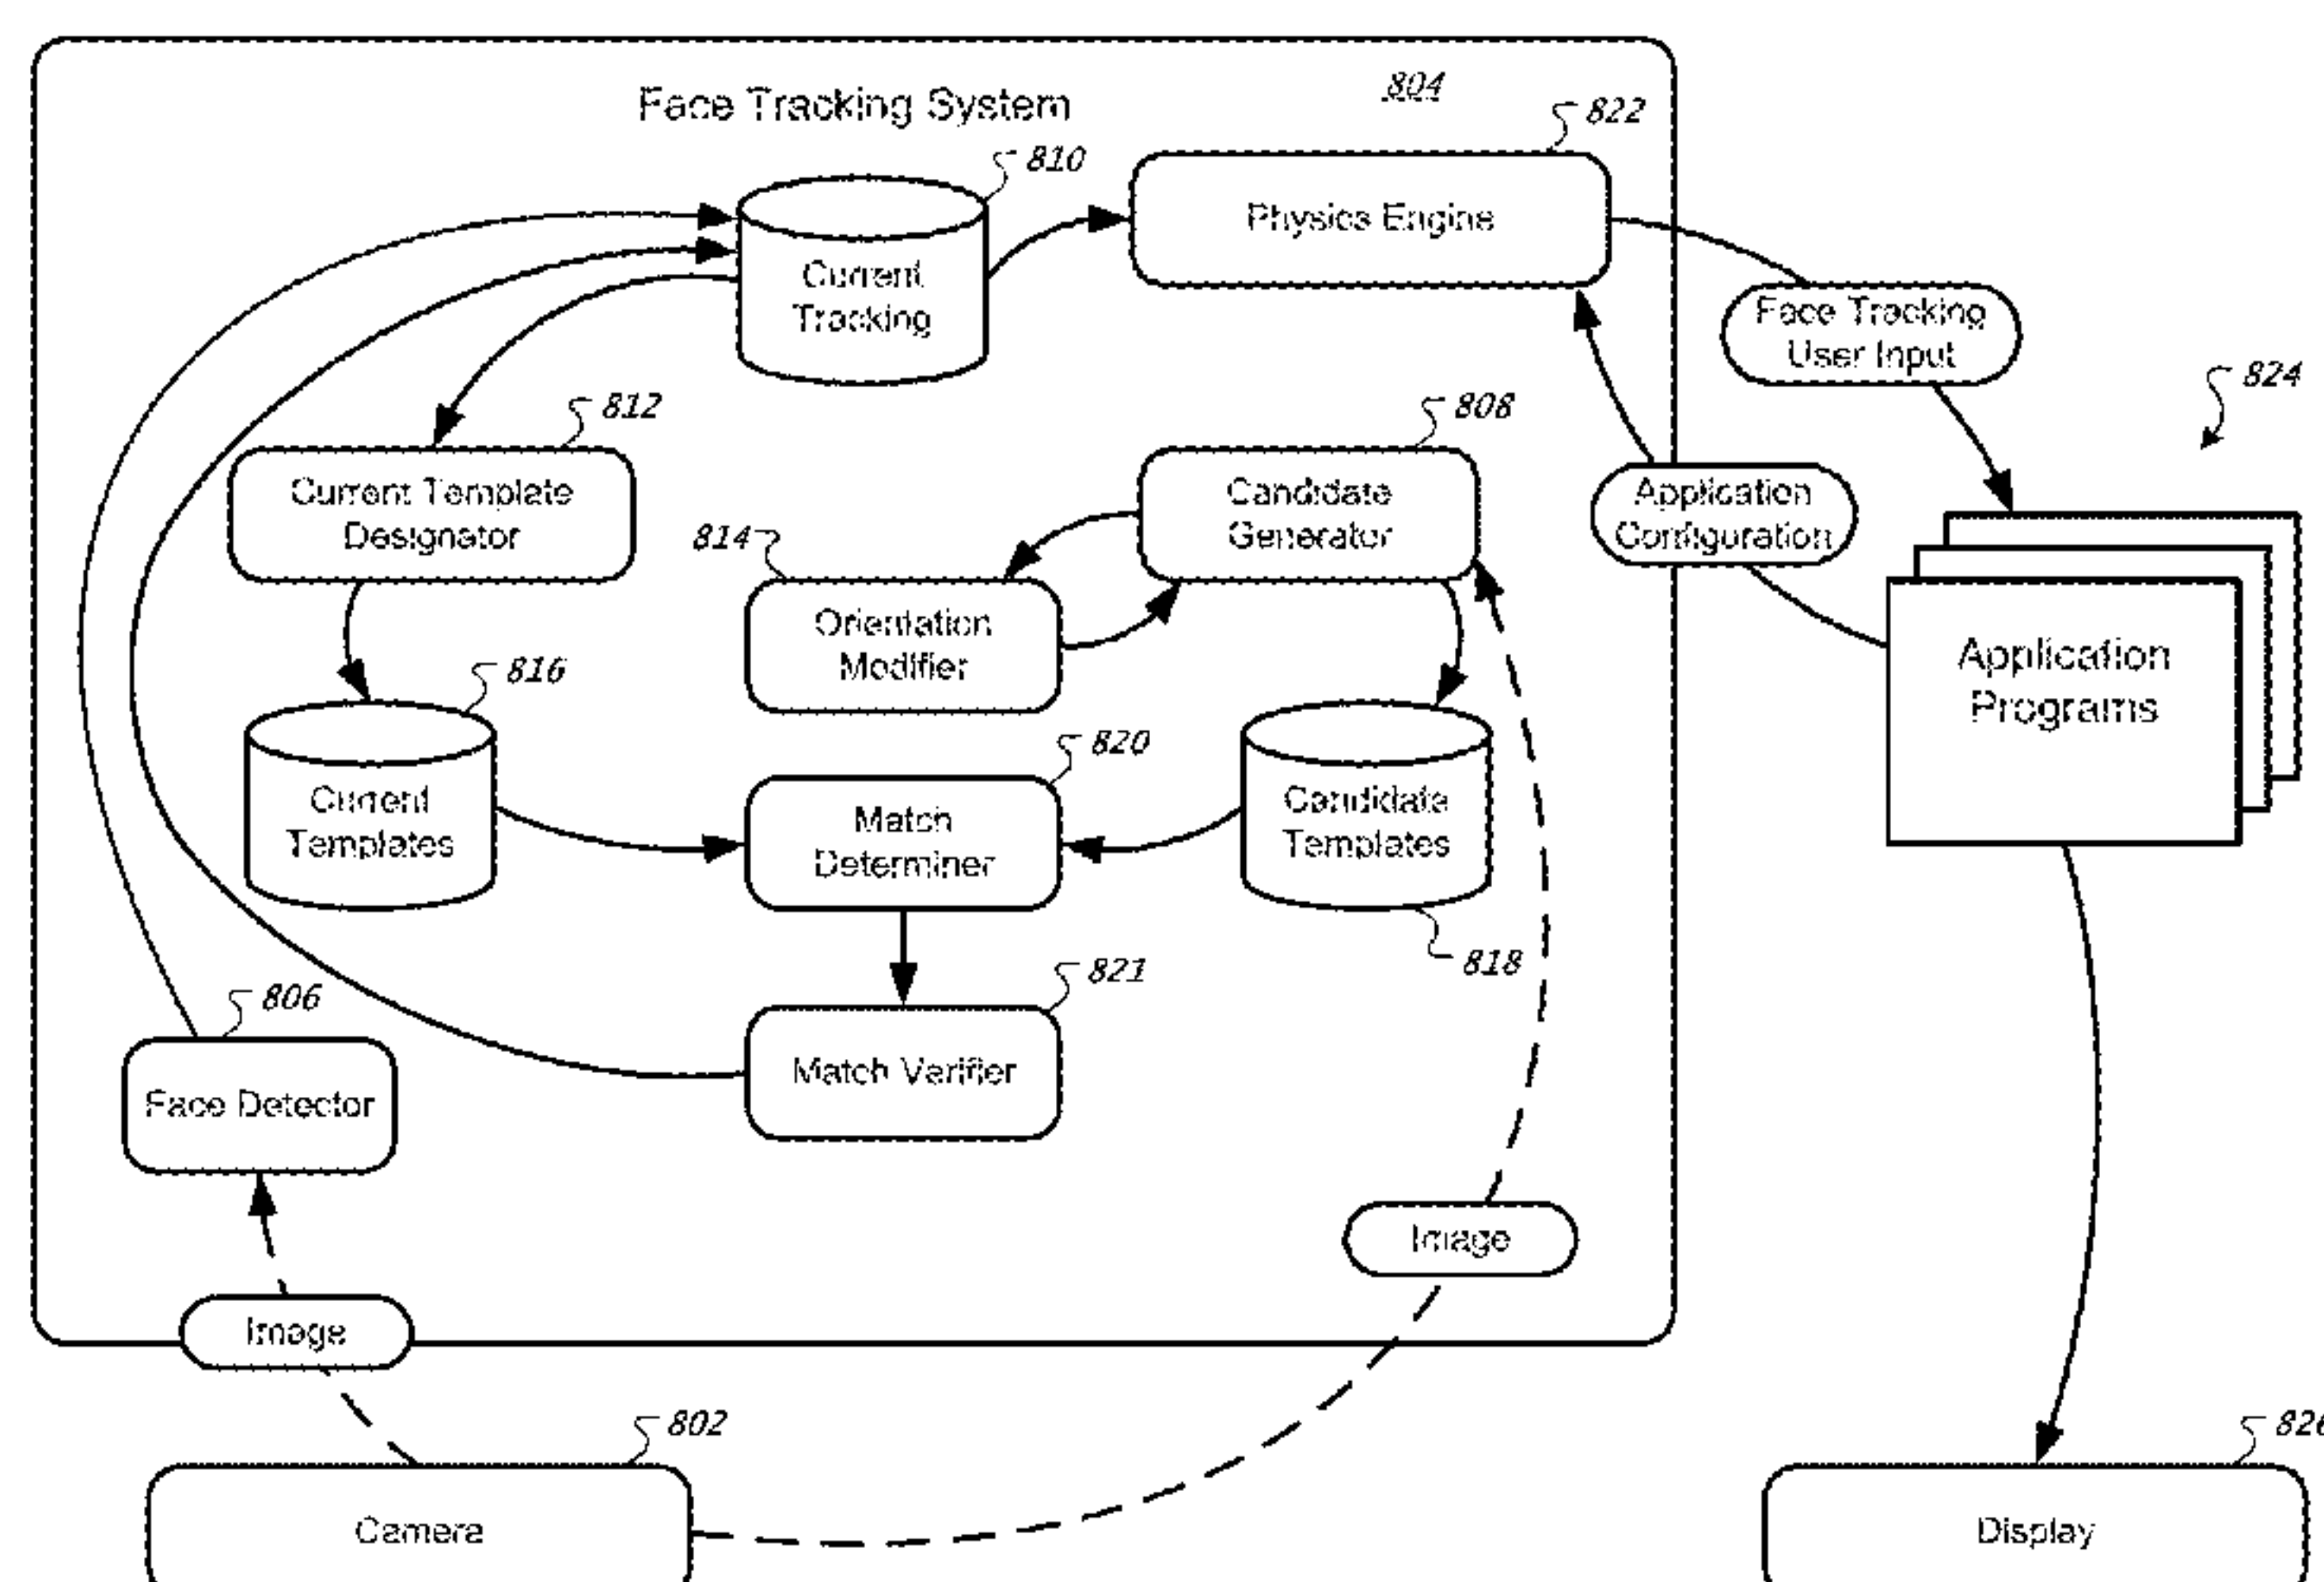 Face Tracking System
804
822
810
Physics Engine
Current
Tracking
Face Tracking
User Input
824
812
808
Current Template
Designator
Candidate
Generator
Application
Configuration
814
Orientation
Modifier
Application
Programs
816
820
Current
Templates
Match
Determiner
Candidate
Templates
818
821
806
Match Verifier
Face Detector
Image
Image
802
826
Camera
Display